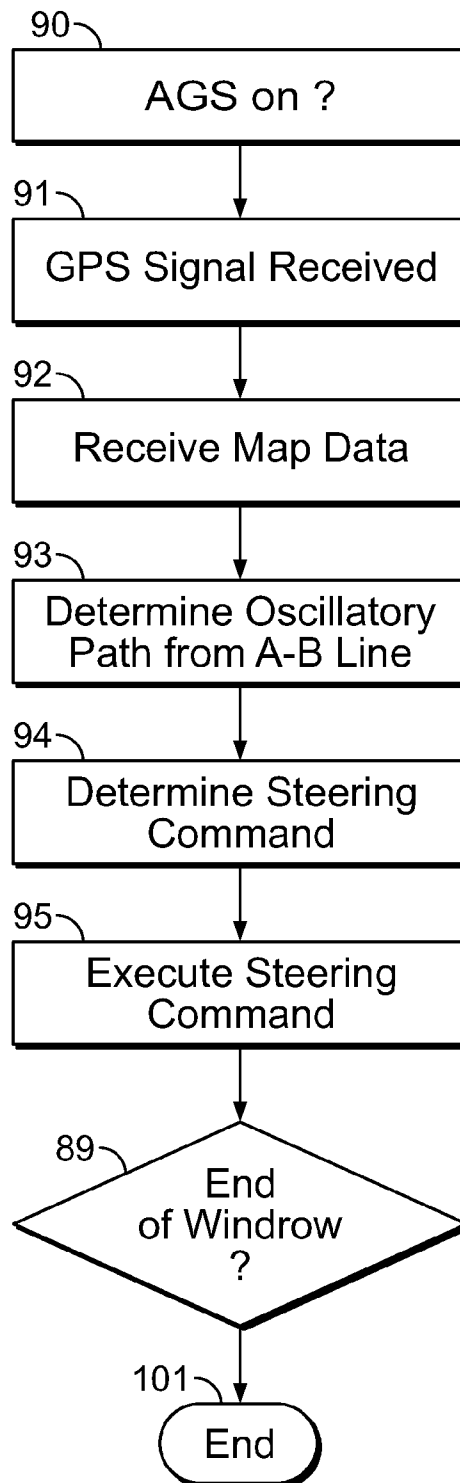 90
AGS on ?
91
GPS Signal Received
92
Receive Map Data
93
Determine Oscillatory
Path from A-B Line
94
Determine Steering
Command
95
Execute Steering
Command
89
End
of Windrow
?
101
End